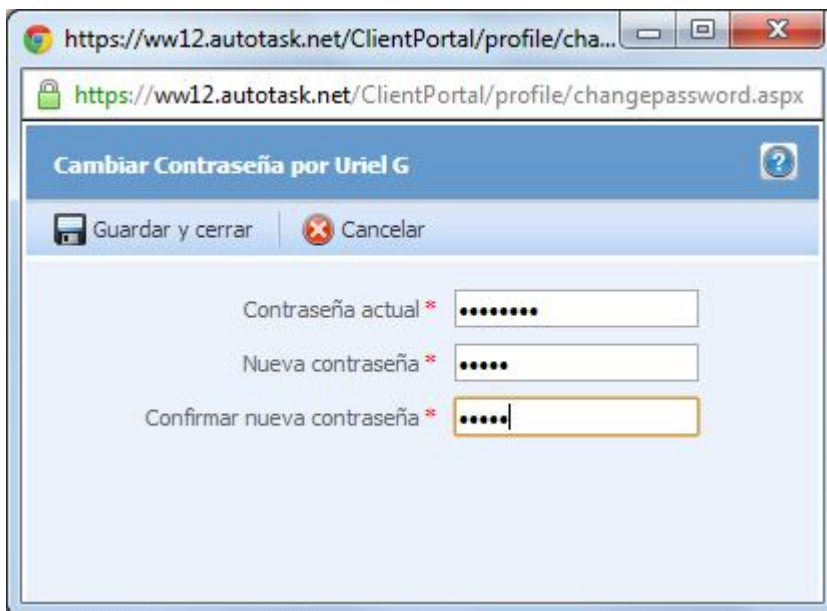 https://ww12.autotask.net/ClientPortal/profile/cha...
https://ww12.autotask.net/ClientPortal/profile/changepassword.aspx
Cambiar Contraseña por Uriel G
Guardar y cerrar Cancelar
Contraseña actual * ••••••••
Nueva contraseña * •••••
Confirmar nueva contraseña * •••••